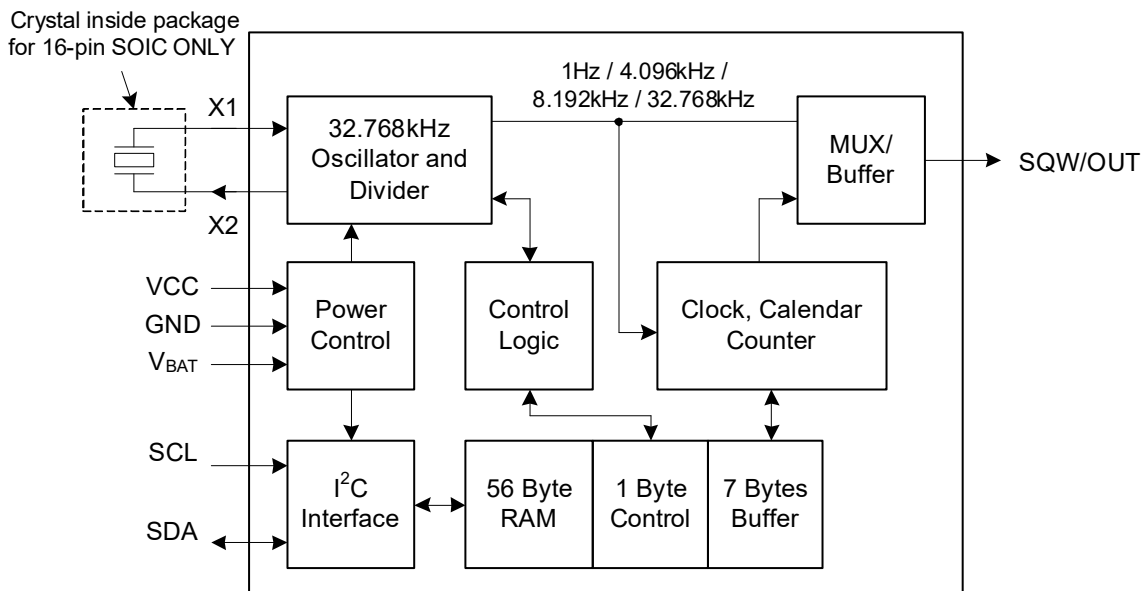 Crystal inside package
for 16-pin SOIC ONLY
X1
X2
32.768kHz
Oscillator and
Divider
1Hz / 4.096kHz /
8.192kHz / 32.768kHz
MUX/
Buffer
SQW/OUT
VCC
GND
VBAT
Power
Control
Control
Logic
Clock, Calendar
Counter
SCL
SDA
I²C
Interface
56 Byte
RAM
1 Byte
Control
7 Bytes
Buffer